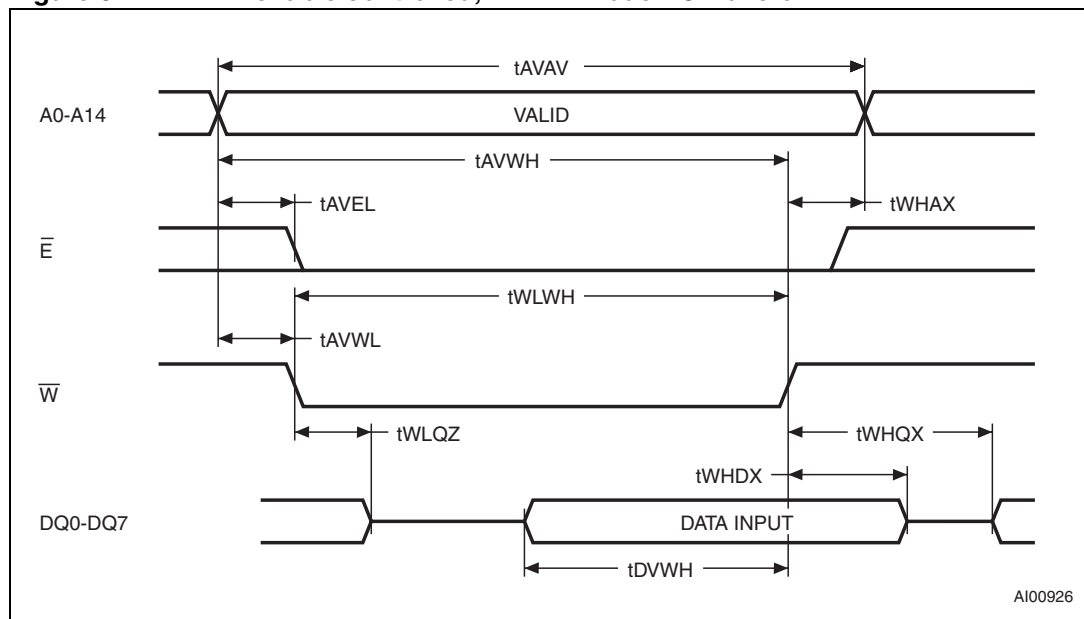 tAVAV
A0-A14
VALID
tAVWH
tAVEL
tWHAX
E̅
tWLWH
tAVWL
W̅
tWLQZ
tWHQX
tWHDX
DQ0-DQ7
DATA INPUT
tDVWH
AI00926